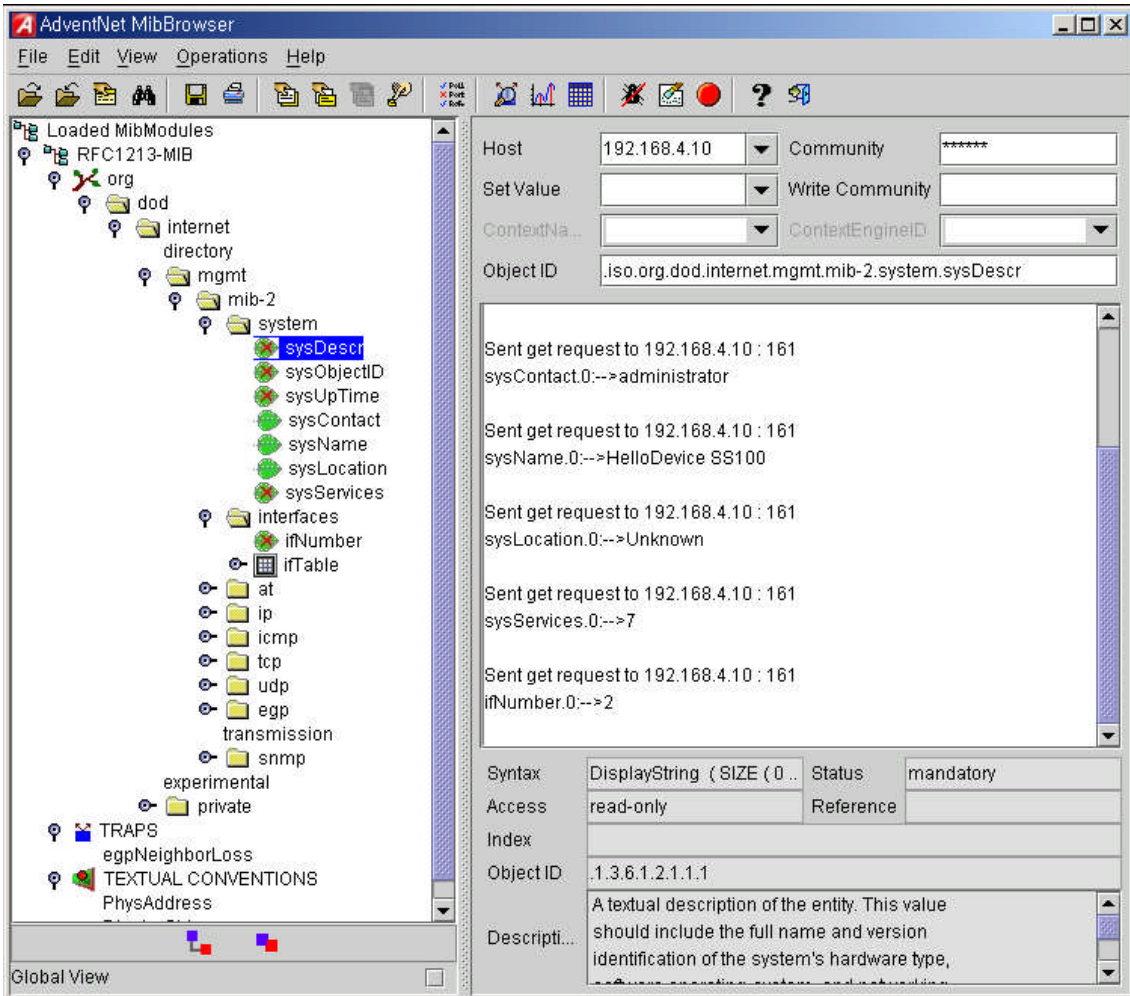 AdventNet MibBrowser
File Edit View Operations Help
Loaded MibModules
RFC1213-MIB
org
dod
internet
directory
mgmt
mib-2
system
sysDescr
sysObjectID
sysUpTime
sysContact
sysName
sysLocation
sysServices
interfaces
ifNumber
ifTable
at
ip
icmp
tcp
udp
egp
transmission
snmp
experimental
private
TRAPS
egpNeighborLoss
TEXTUAL CONVENTIONS
PhysAddress
Global View
Host 192.168.4.10 Community ******
Set Value Write Community
ContextNa... ContextEngineID
Object ID .iso.org.dod.internet.mgmt.mib-2.system.sysDescr
Sent get request to 192.168.4.10 : 161
sysContact.0:-->administrator
Sent get request to 192.168.4.10 : 161
sysName.0:-->HelloDevice SS100
Sent get request to 192.168.4.10 : 161
sysLocation.0:-->Unknown
Sent get request to 192.168.4.10 : 161
sysServices.0:-->7
Sent get request to 192.168.4.10 : 161
ifNumber.0:-->2
Syntax DisplayString ( SIZE ( 0 .. Status mandatory
Access read-only Reference
Index
Object ID .1.3.6.1.2.1.1.1
Descripti... A textual description of the entity. This value
should include the full name and version
identification of the system's hardware type,
software operating-system, and networking